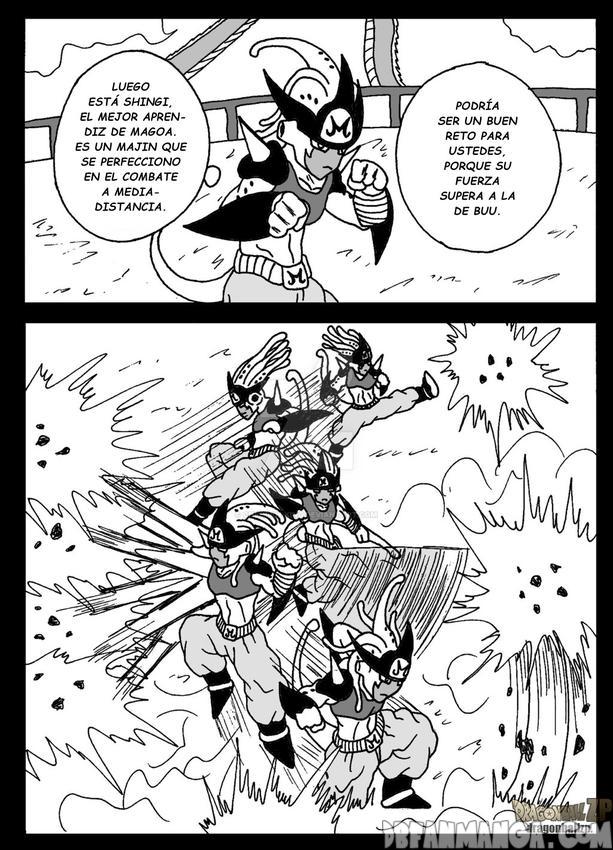 LUEGO
ESTÁ SHINGI,
EL MEJOR APREN-
DIZ DE MAGOA.
ES UN MAJIN QUE
SE PERFECCIONO
EN EL COMBATE
A MEDIA-
DISTANCIA.
PODRÍA
SER UN BUEN
RETO PARA
USTEDES,
PORQUE SU
FUERZA
SUPERA A LA
DE BUU.
M
M
M
M
M
M
DRAGONBALL ZP
dragonballzp.
DBFANMANGA.COM